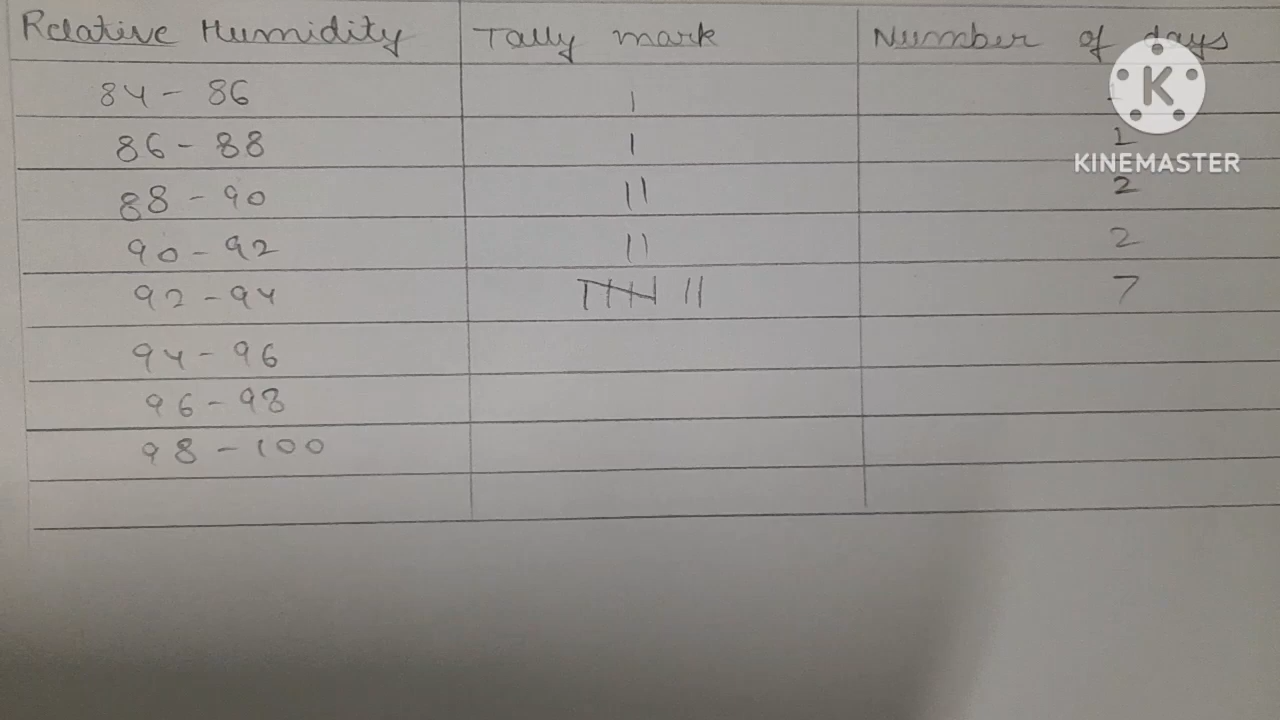 Relative Humidity Tally mark Number of days
84 - 86 | 1
K
86 - 88 | 1
KINEMASTER
88 - 90 || 2
90 - 92 || 2
92 - 94 |||| || 7
94 - 96
96 - 98
98 - 100